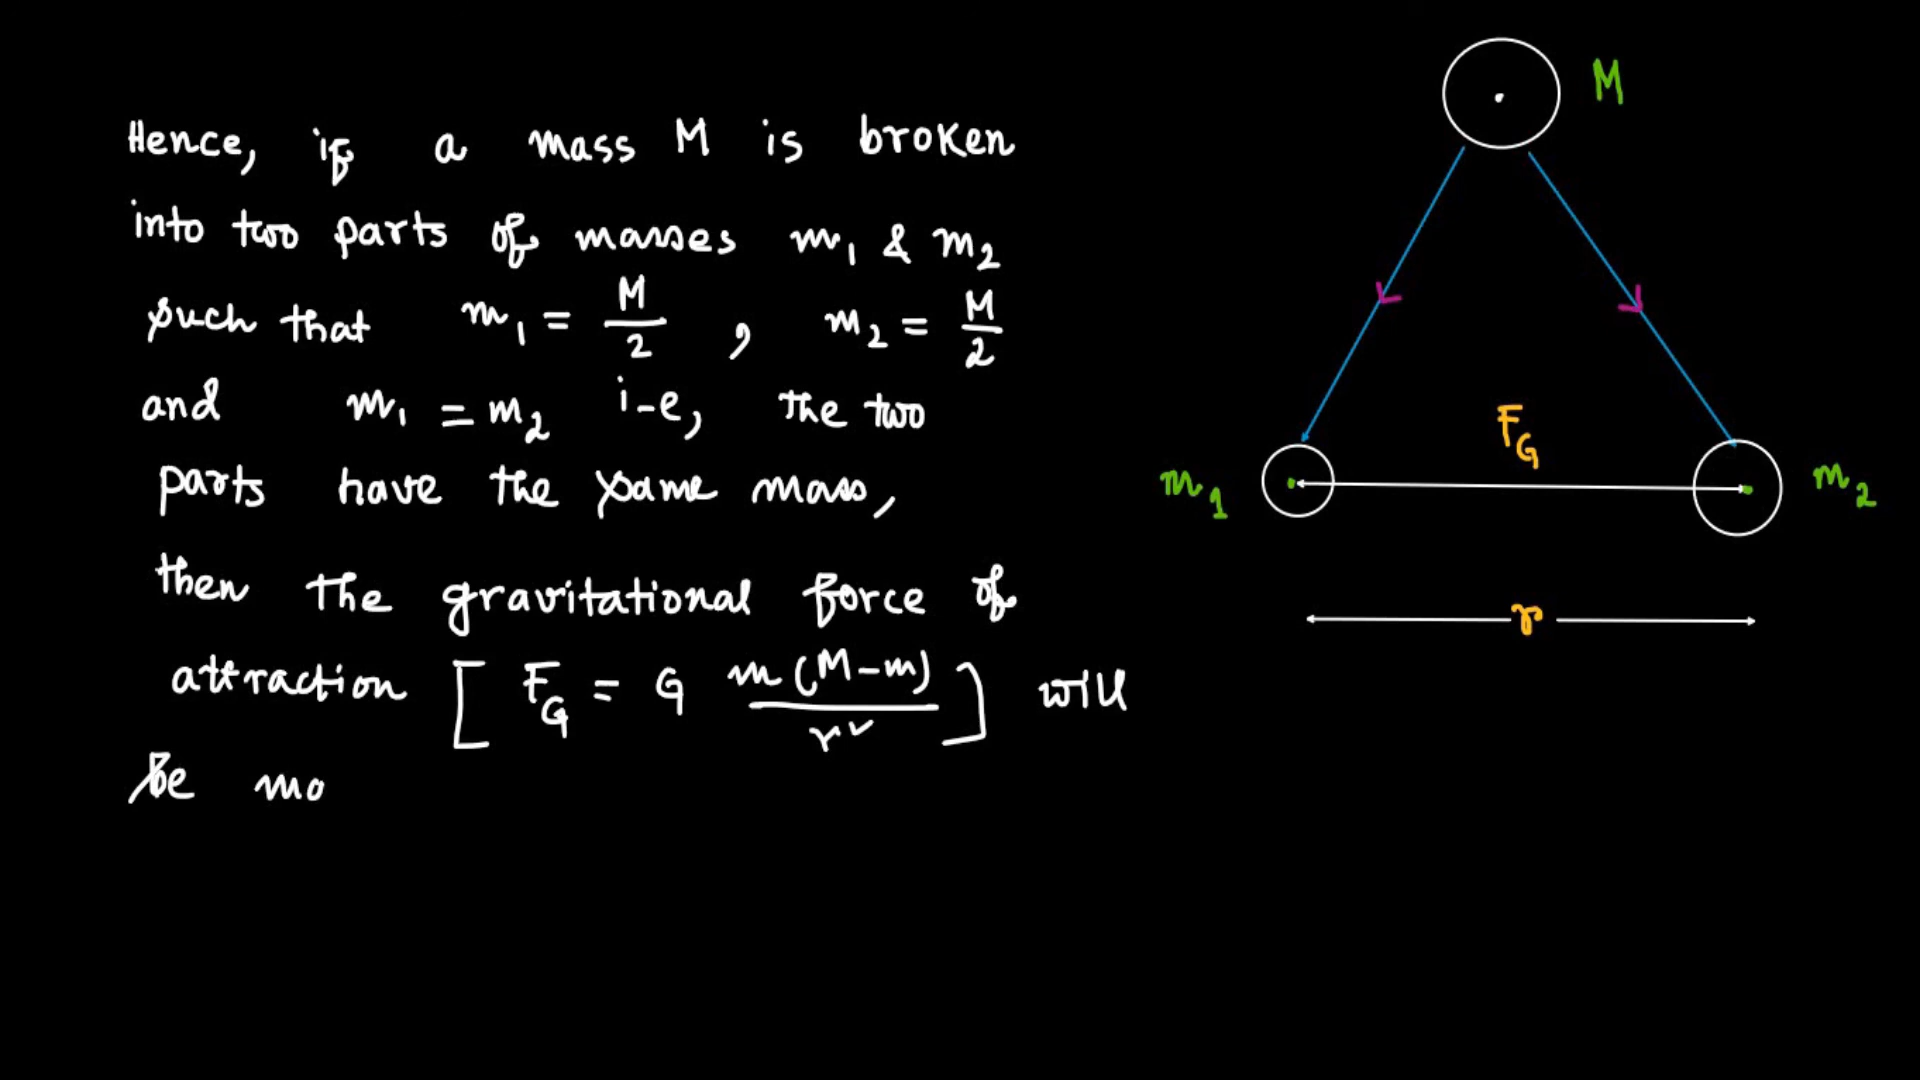 Hence, if a mass M is broken
into two parts of masses m₁ & m₂
such that m₁ = M/2 , m₂ = M/2
and m₁ = m₂ i-e, the two
parts have the same mass,
then the gravitational force of
attraction [ F_G = G m(M-m)/r² ] will
be mo
M
F_G
m₁
m₂
r